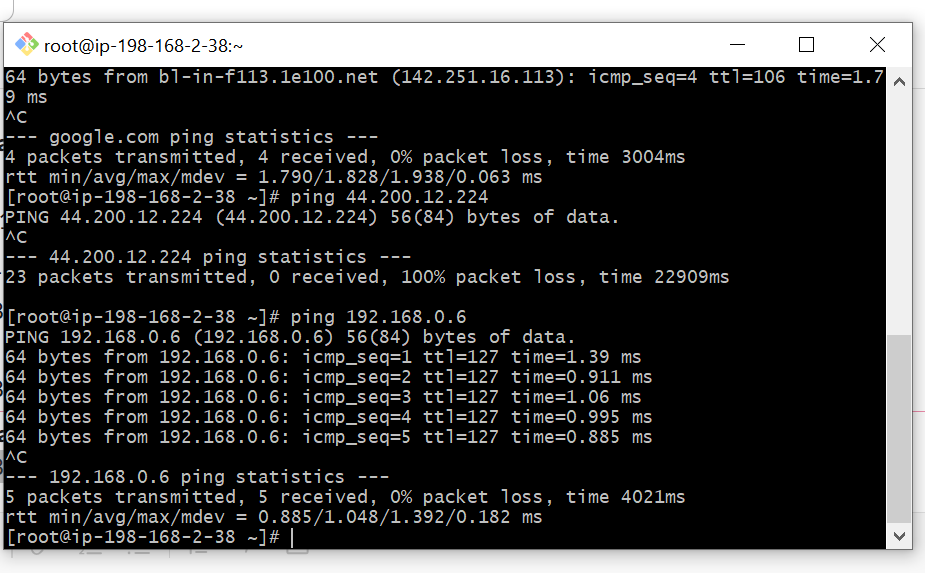 root@ip-198-168-2-38:~
64 bytes from bl-in-f113.1e100.net (142.251.16.113): icmp_seq=4 ttl=106 time=1.7
9 ms
^C
--- google.com ping statistics ---
4 packets transmitted, 4 received, 0% packet loss, time 3004ms
rtt min/avg/max/mdev = 1.790/1.828/1.938/0.063 ms
[root@ip-198-168-2-38 ~]# ping 44.200.12.224
PING 44.200.12.224 (44.200.12.224) 56(84) bytes of data.
^C
--- 44.200.12.224 ping statistics ---
23 packets transmitted, 0 received, 100% packet loss, time 22909ms
[root@ip-198-168-2-38 ~]# ping 192.168.0.6
PING 192.168.0.6 (192.168.0.6) 56(84) bytes of data.
64 bytes from 192.168.0.6: icmp_seq=1 ttl=127 time=1.39 ms
64 bytes from 192.168.0.6: icmp_seq=2 ttl=127 time=0.911 ms
64 bytes from 192.168.0.6: icmp_seq=3 ttl=127 time=1.06 ms
64 bytes from 192.168.0.6: icmp_seq=4 ttl=127 time=0.995 ms
64 bytes from 192.168.0.6: icmp_seq=5 ttl=127 time=0.885 ms
^C
--- 192.168.0.6 ping statistics ---
5 packets transmitted, 5 received, 0% packet loss, time 4021ms
rtt min/avg/max/mdev = 0.885/1.048/1.392/0.182 ms
[root@ip-198-168-2-38 ~]#